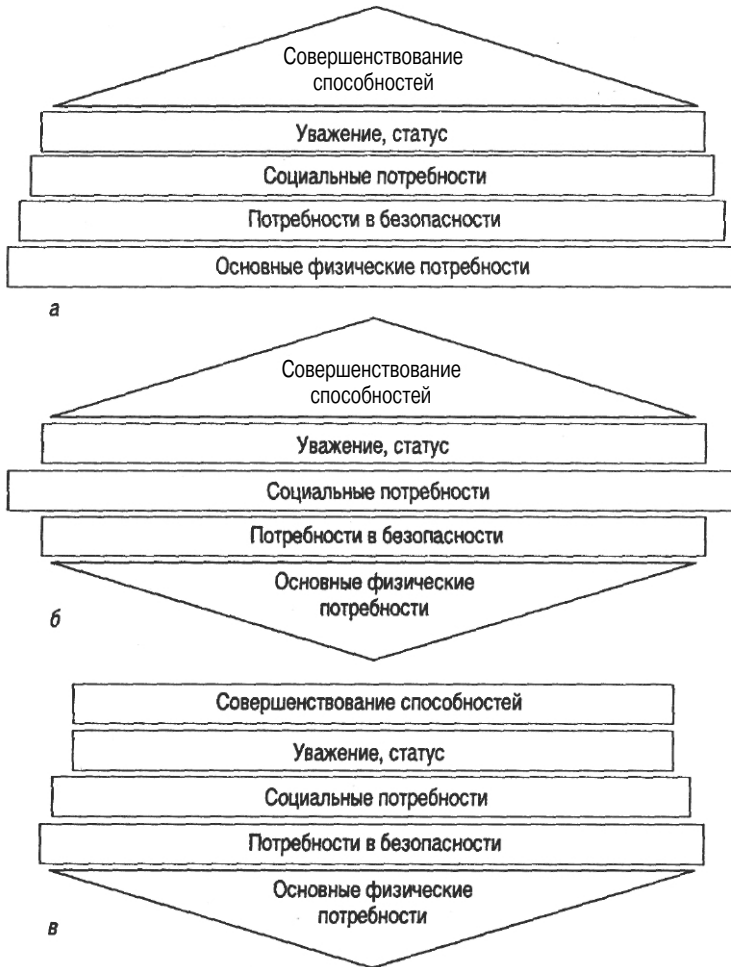 Совершенствование
способностей
Уважение, статус
Социальные потребности
Потребности в безопасности
Основные физические потребности
а
Совершенствование
способностей
Уважение, статус
Социальные потребности
Потребности в безопасности
Основные физические
потребности
б
Совершенствование способностей
Уважение, статус
Социальные потребности
Потребности в безопасности
Основные физические
потребности
в